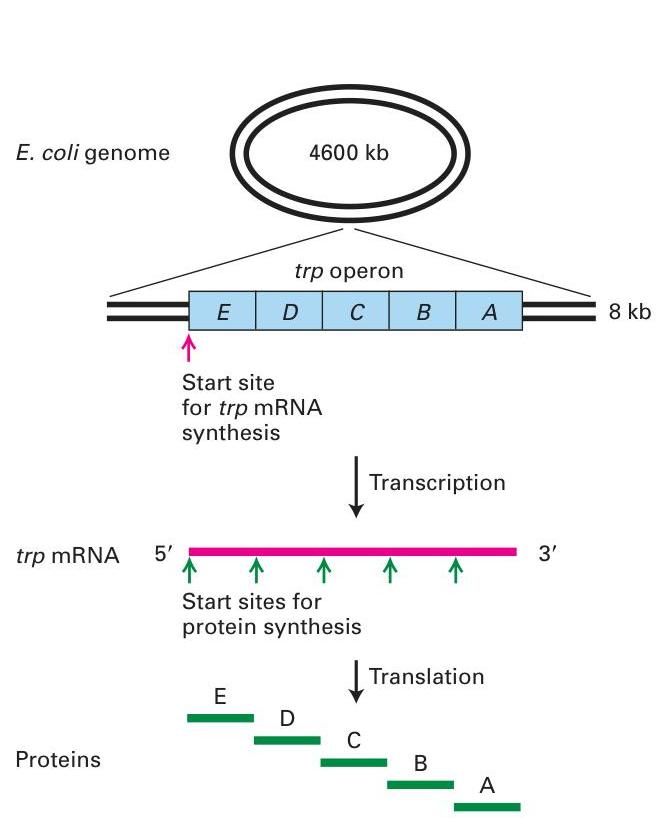 E. coli genome
4600 kb
trp operon
E D C B A
8 kb
Start site
for trp mRNA
synthesis
Transcription
trp mRNA
5′
3′
Start sites for
protein synthesis
Translation
E
D
C
B
A
Proteins